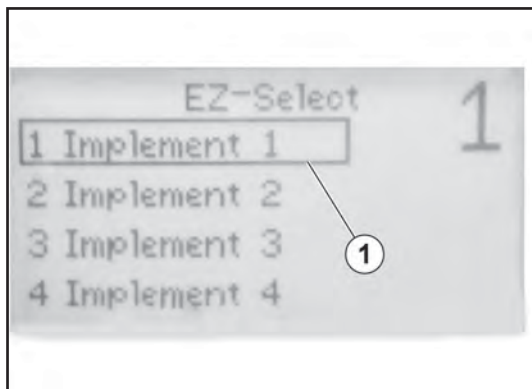 EZ-Select
1
1 Implement 1
2 Implement 2
3 Implement 3
4 Implement 4
1